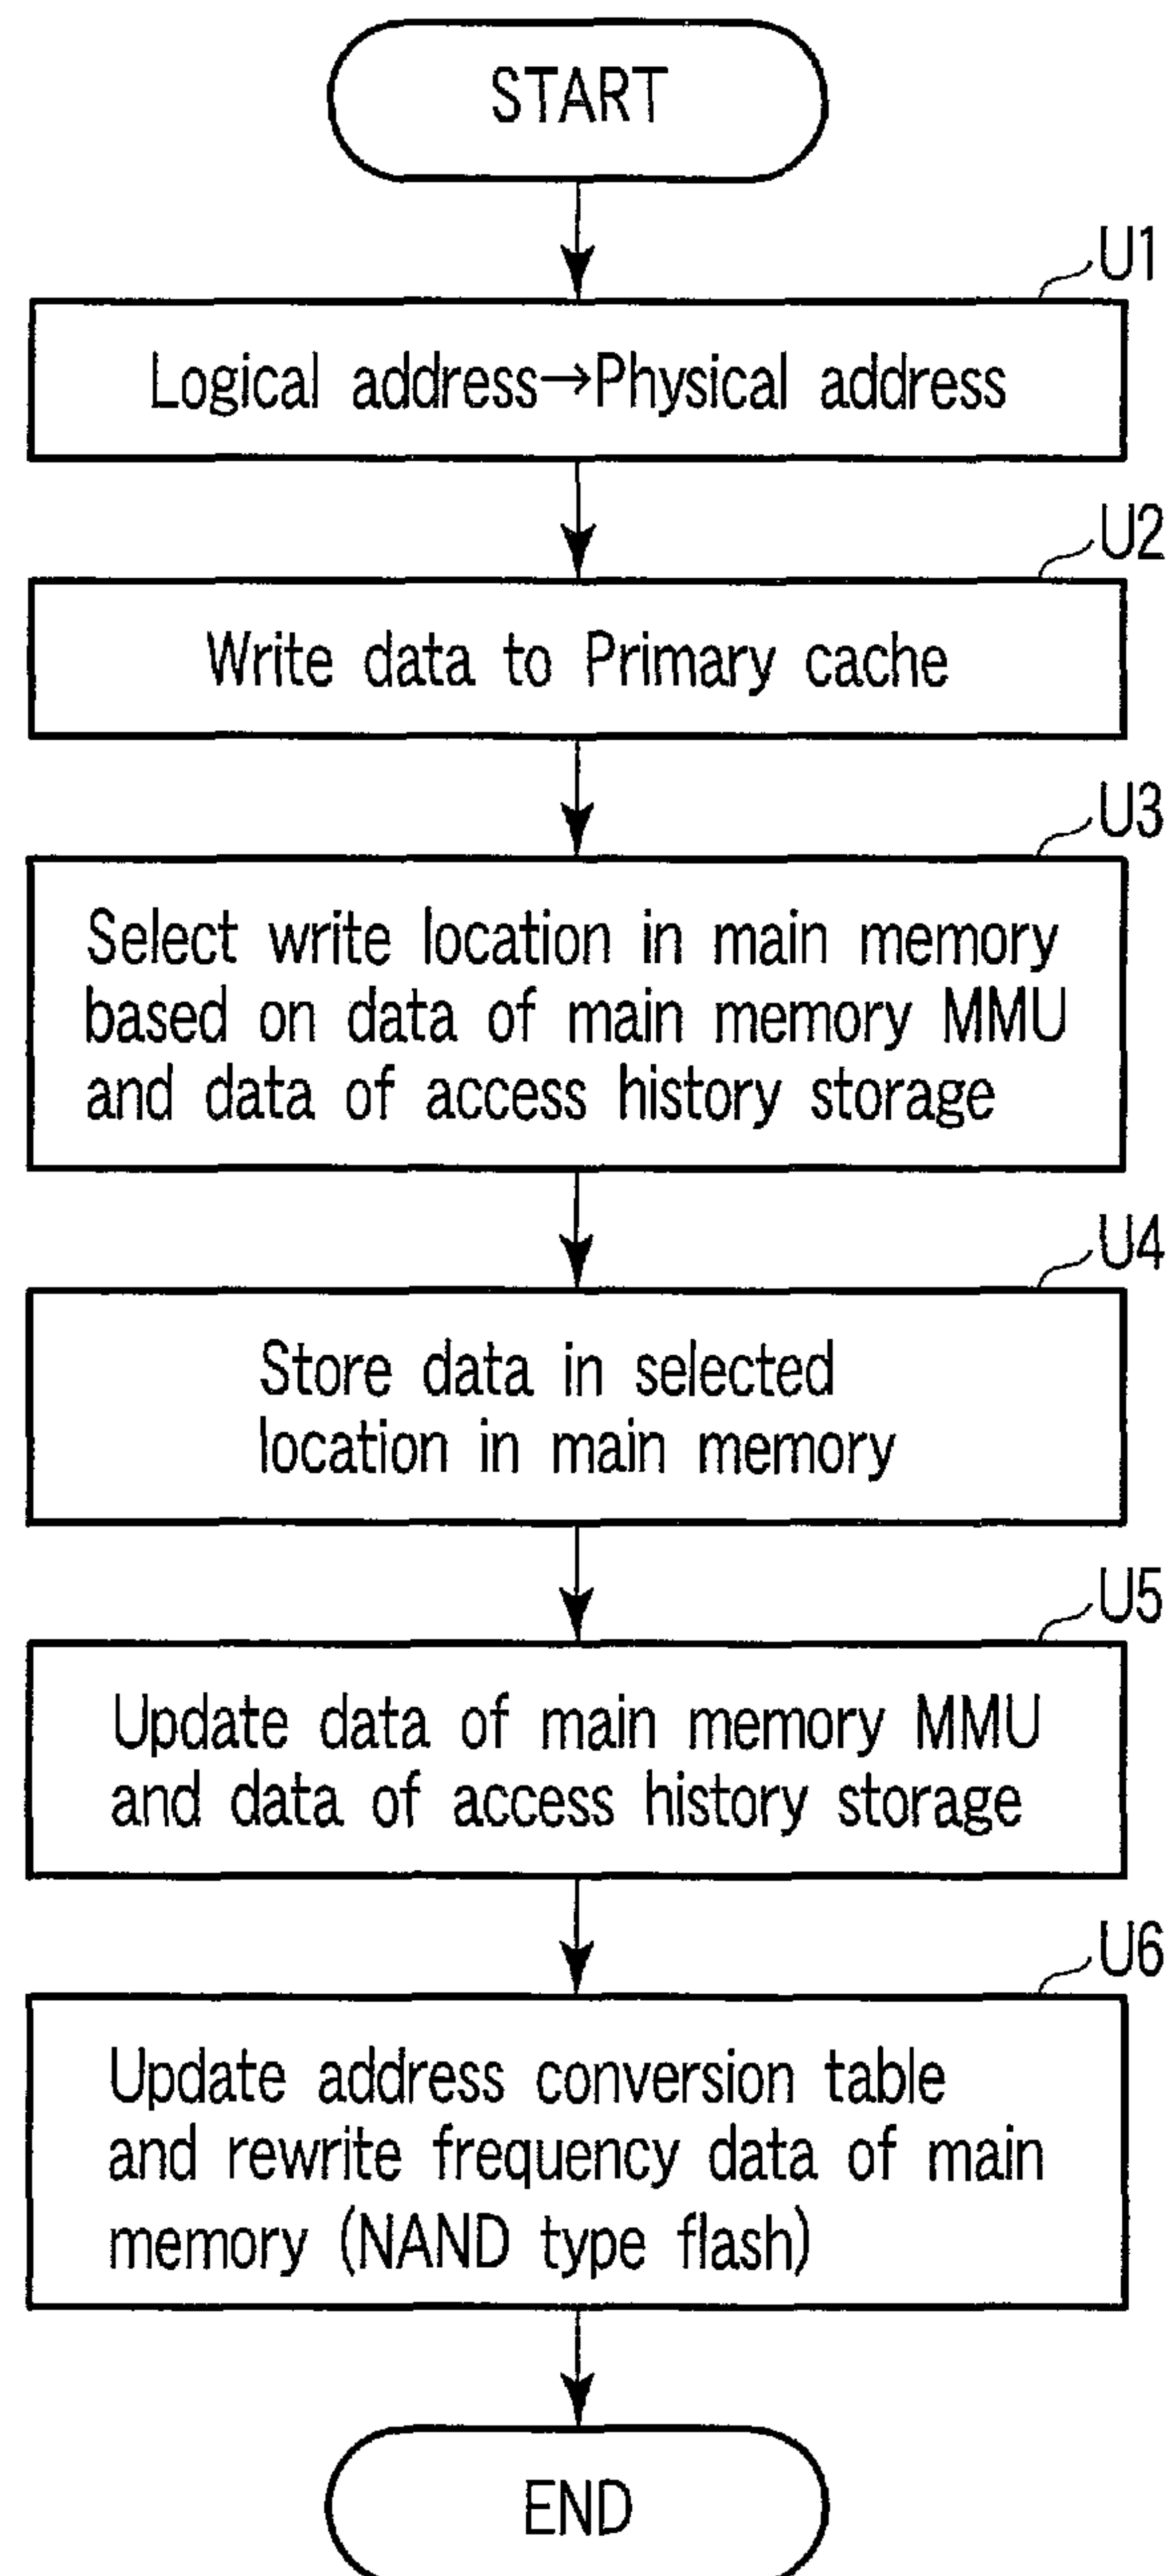 START
U1
Logical address→Physical address
U2
Write data to Primary cache
U3
Select write location in main memory
based on data of main memory MMU
and data of access history storage
U4
Store data in selected
location in main memory
U5
Update data of main memory MMU
and data of access history storage
U6
Update address conversion table
and rewrite frequency data of main
memory (NAND type flash)
END